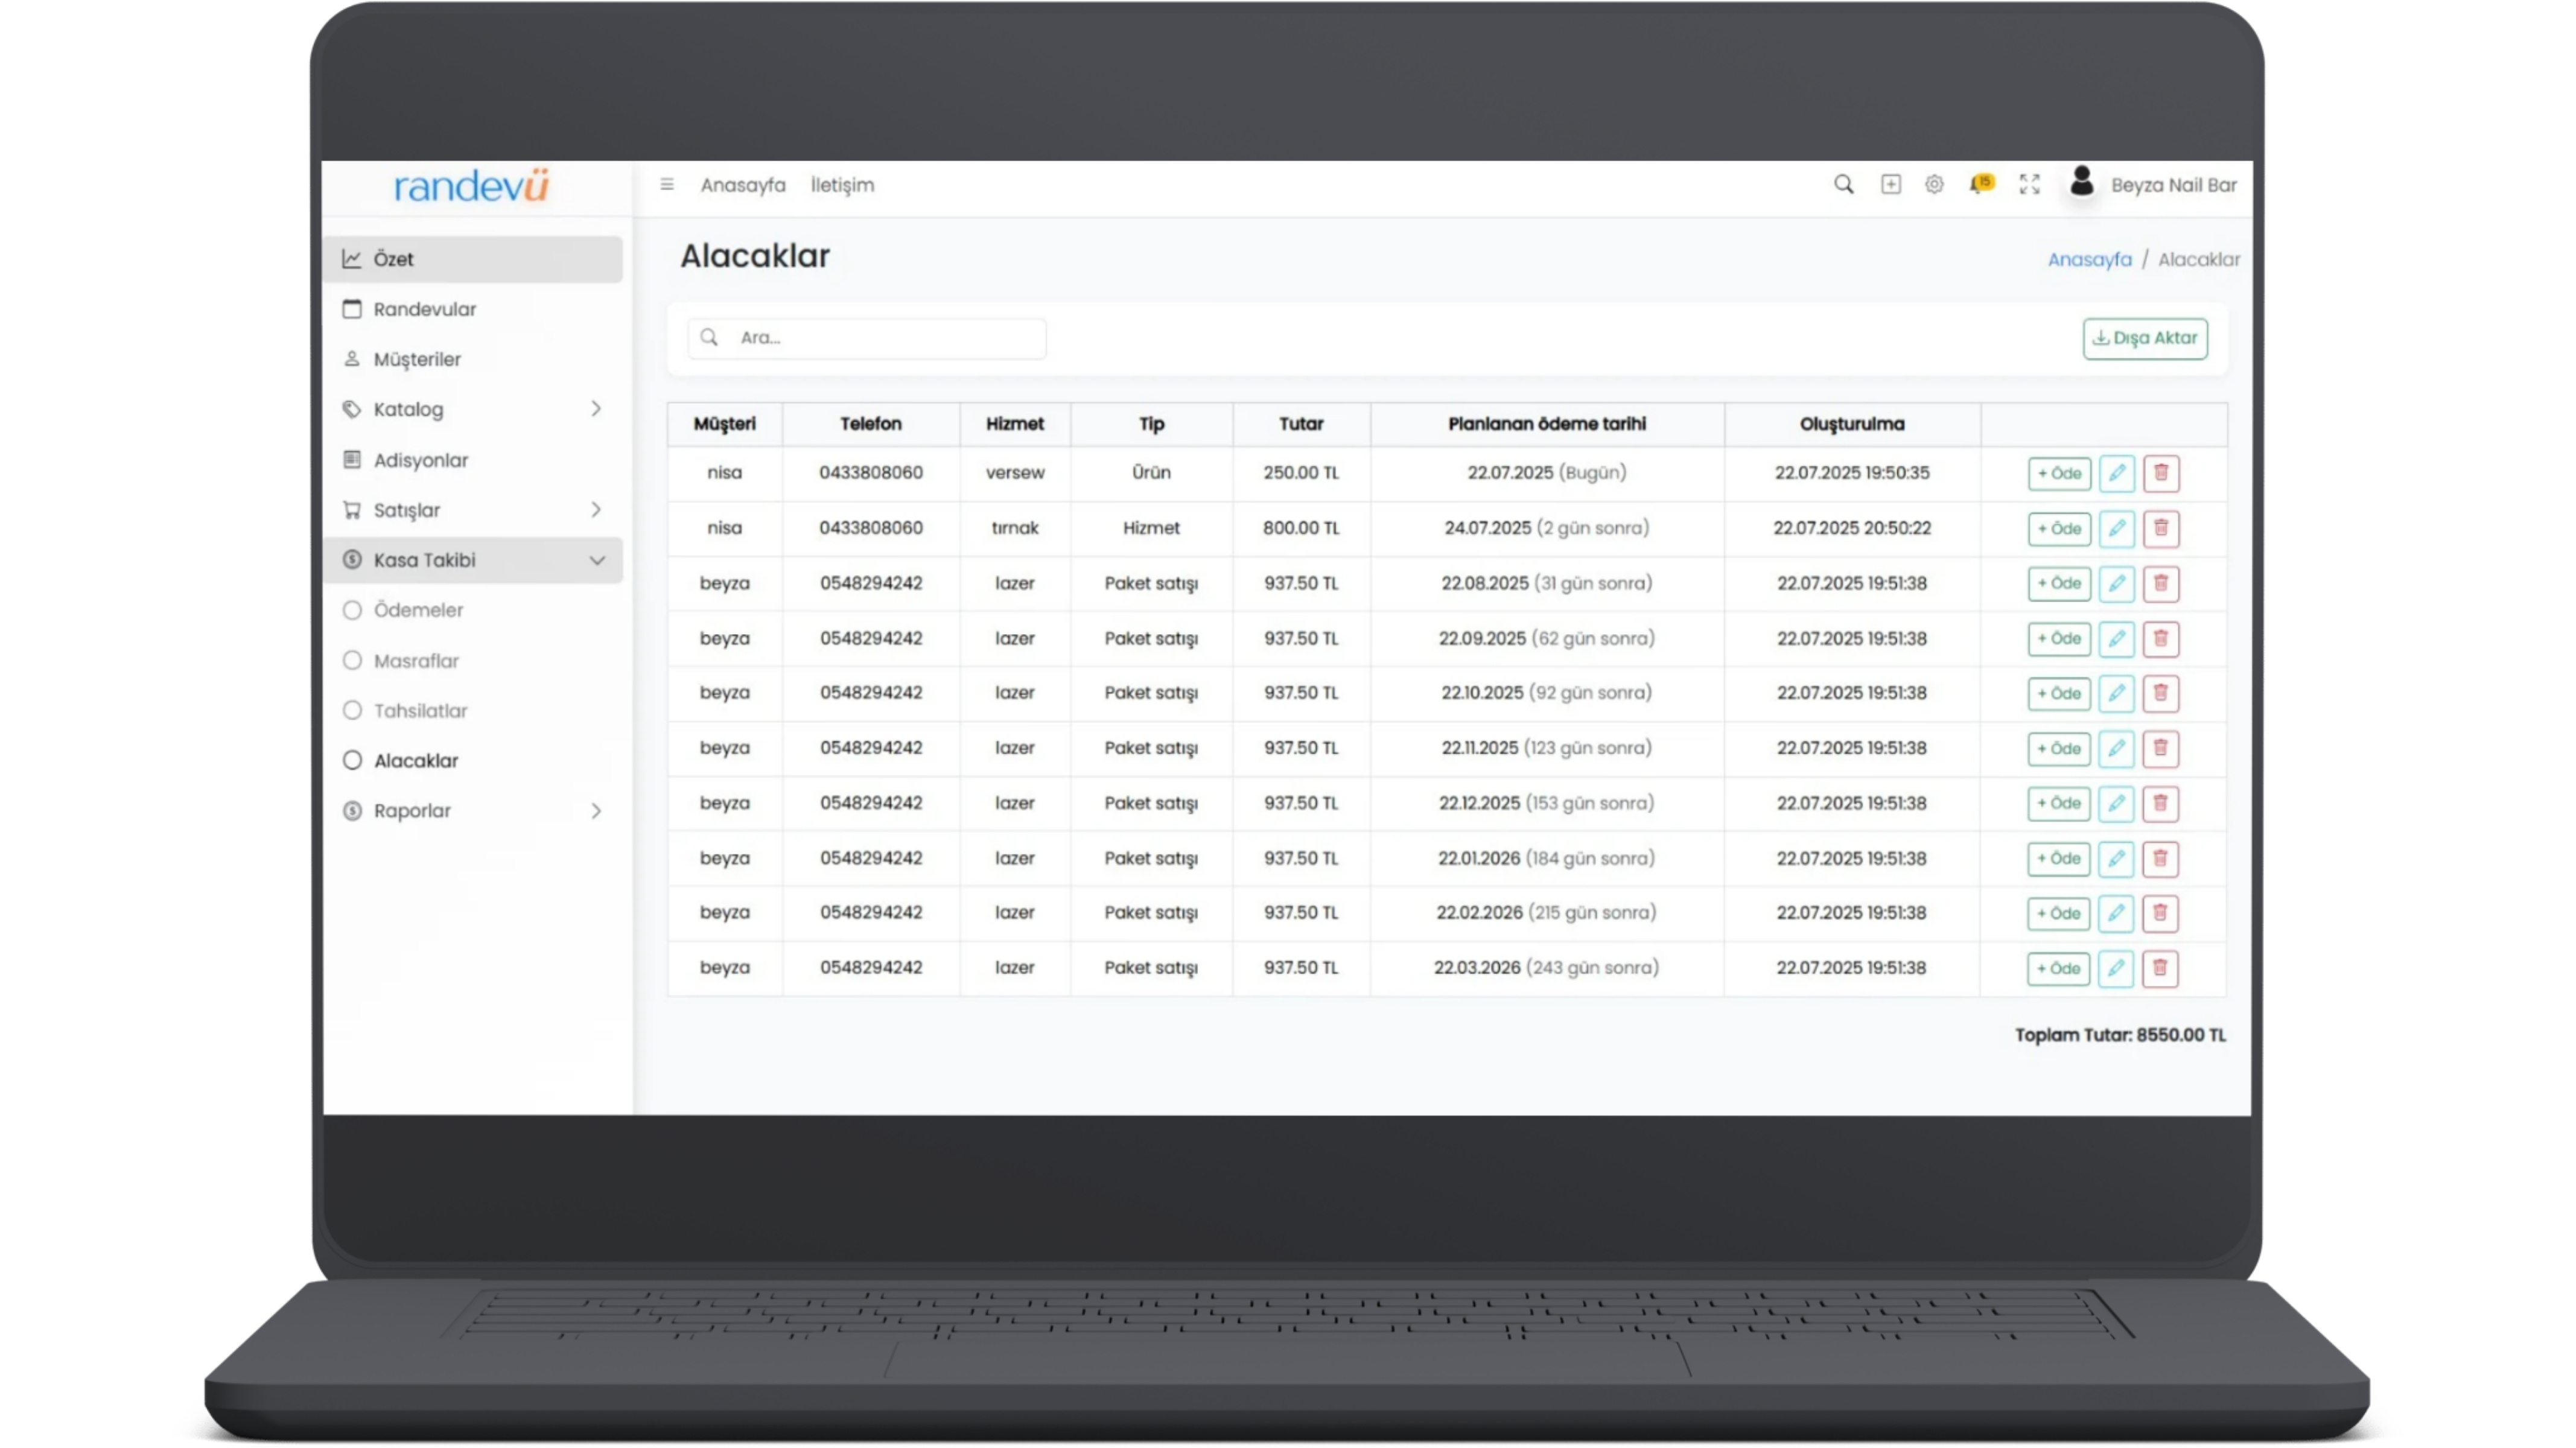 randevü
Anasayfa İletişim
15
Beyza Nail Bar
Özet
Randevular
Müşteriler
Katalog
Adisyonlar
Satışlar
Kasa Takibi
Ödemeler
Masraflar
Tahsilatlar
Alacaklar
Raporlar
Alacaklar
Anasayfa / Alacaklar
Ara...
Dışa Aktar
Müşteri Telefon Hizmet Tip Tutar Planlanan ödeme tarihi Oluşturulma
nisa 0433808060 versew Ürün 250.00 TL 22.07.2025 (Bugün) 22.07.2025 19:50:35 + Öde
nisa 0433808060 tırnak Hizmet 800.00 TL 24.07.2025 (2 gün sonra) 22.07.2025 20:50:22 + Öde
beyza 0548294242 lazer Paket satışı 937.50 TL 22.08.2025 (31 gün sonra) 22.07.2025 19:51:38 + Öde
beyza 0548294242 lazer Paket satışı 937.50 TL 22.09.2025 (62 gün sonra) 22.07.2025 19:51:38 + Öde
beyza 0548294242 lazer Paket satışı 937.50 TL 22.10.2025 (92 gün sonra) 22.07.2025 19:51:38 + Öde
beyza 0548294242 lazer Paket satışı 937.50 TL 22.11.2025 (123 gün sonra) 22.07.2025 19:51:38 + Öde
beyza 0548294242 lazer Paket satışı 937.50 TL 22.12.2025 (153 gün sonra) 22.07.2025 19:51:38 + Öde
beyza 0548294242 lazer Paket satışı 937.50 TL 22.01.2026 (184 gün sonra) 22.07.2025 19:51:38 + Öde
beyza 0548294242 lazer Paket satışı 937.50 TL 22.02.2026 (215 gün sonra) 22.07.2025 19:51:38 + Öde
beyza 0548294242 lazer Paket satışı 937.50 TL 22.03.2026 (243 gün sonra) 22.07.2025 19:51:38 + Öde
Toplam Tutar: 8550.00 TL